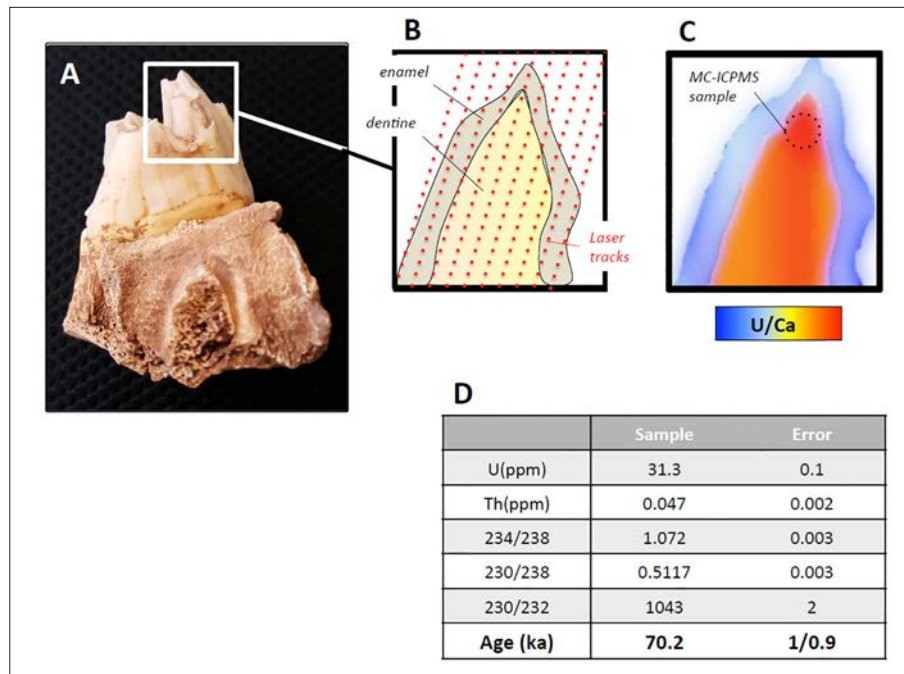 A
B
C
enamel
dentine
Laser
tracks
MC-ICPMS
sample
U/Ca
D
Sample Error
U(ppm) 31.3 0.1
Th(ppm) 0.047 0.002
234/238 1.072 0.003
230/238 0.5117 0.003
230/232 1043 2
Age (ka) 70.2 1/0.9